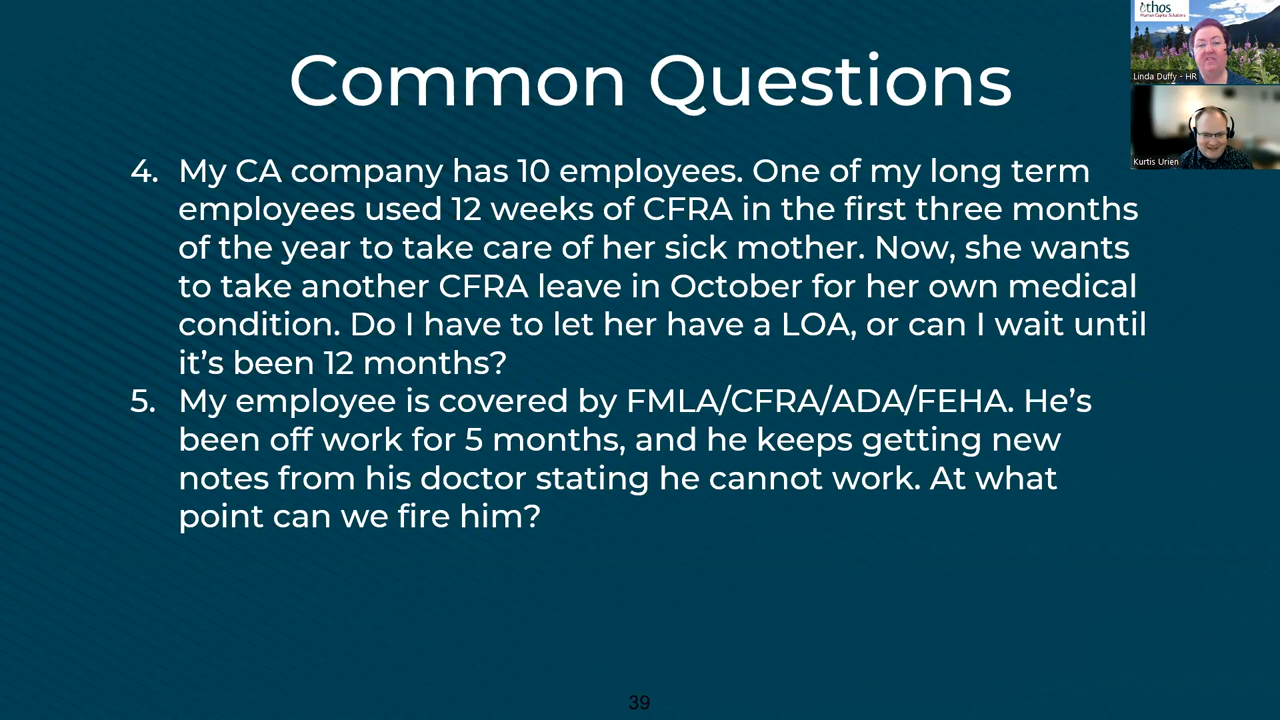 Common Questions
4. My CA company has 10 employees. One of my long term
employees used 12 weeks of CFRA in the first three months
of the year to take care of her sick mother. Now, she wants
to take another CFRA leave in October for her own medical
condition. Do I have to let her have a LOA, or can I wait until
it’s been 12 months?
5. My employee is covered by FMLA/CFRA/ADA/FEHA. He’s
been off work for 5 months, and he keeps getting new
notes from his doctor stating he cannot work. At what
point can we fire him?
39
ethos
Human Capital Solutions
Linda Duffy - HR
Kurtis Urien